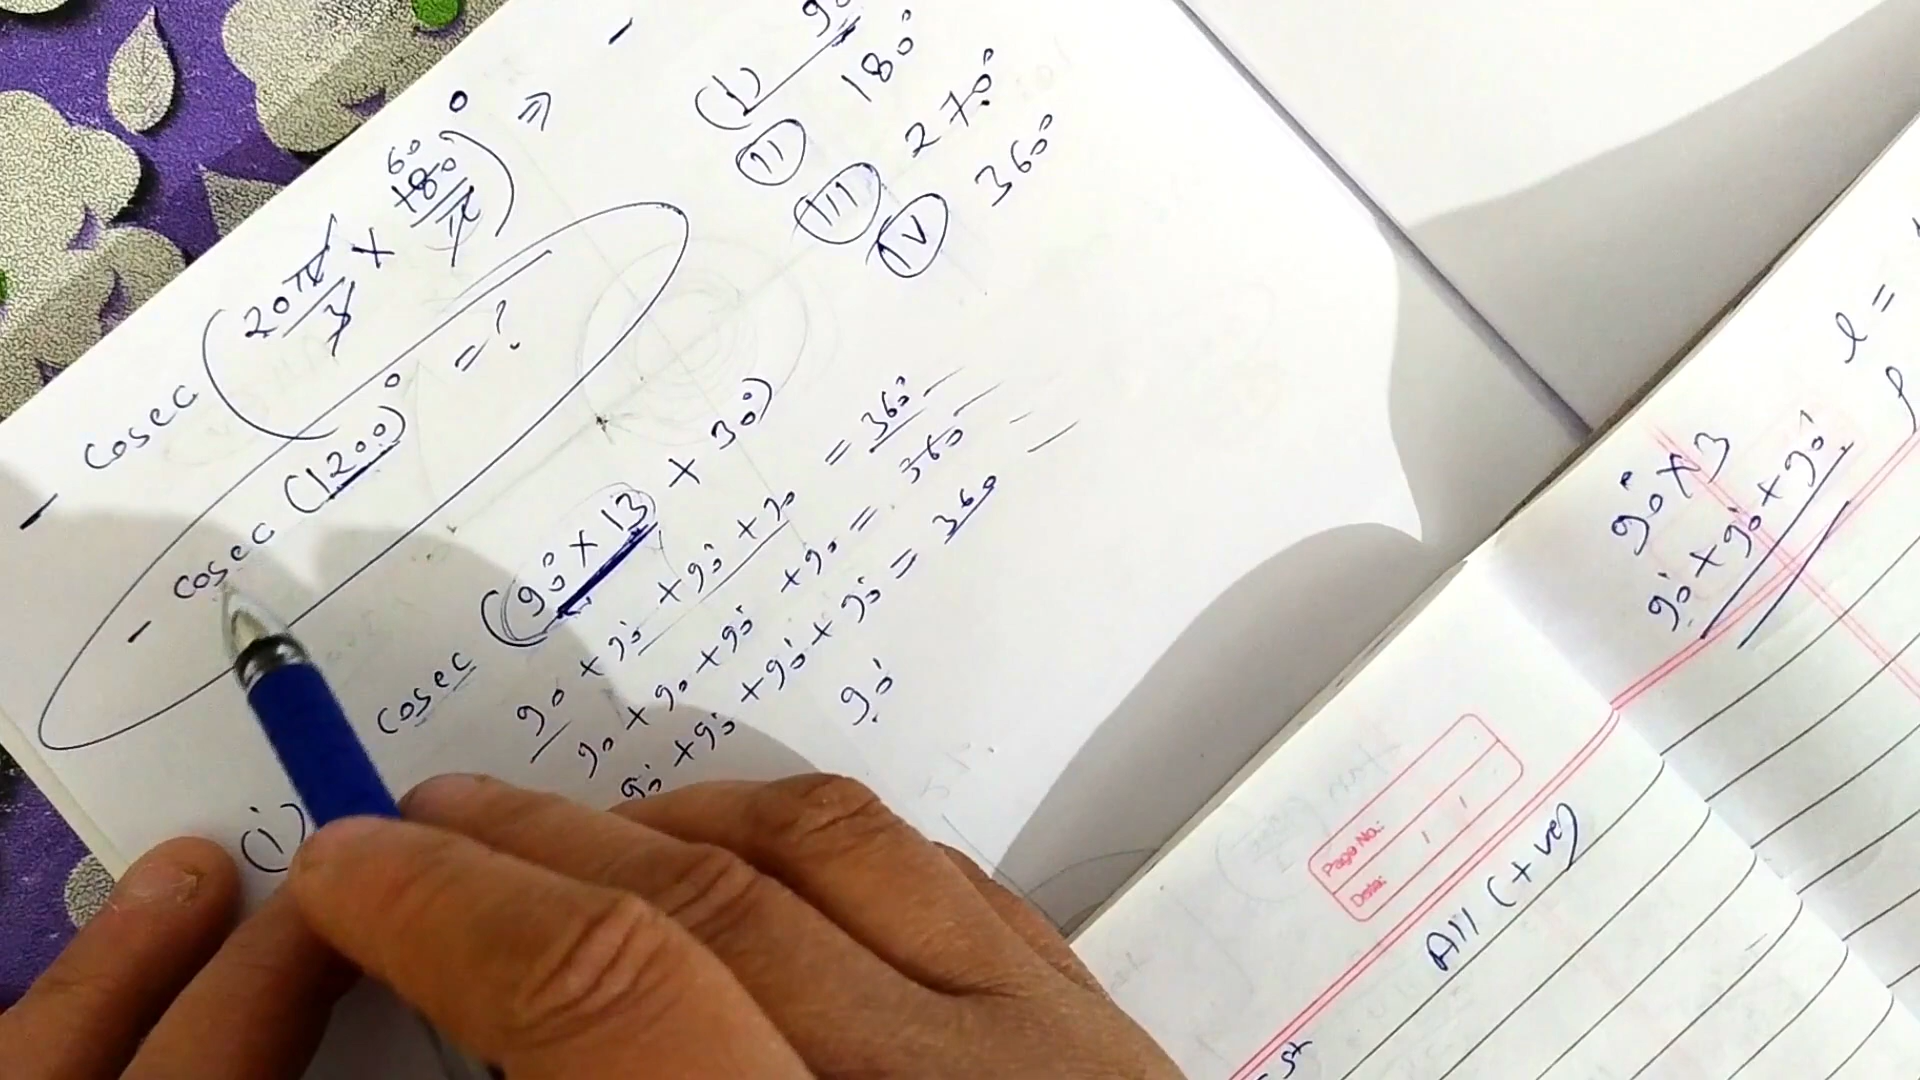 - cosec (20π/3 × 180°/π)° ⇒ -
60
- cosec (1200)° = ?
cosec (90° × 13 × 30°)
90 + 90° + 90° + 90 = 360°
90 + 90 + 90° + 90 = 360
90° + 90° + 90° + 90° = 360
90°
(i)
(I)
(II) 180°
(III) 270°
(IV) 360°
l =
90° × 3
90° + 90° + 90°
Page No.:
Date: / /
All (+ve)
st